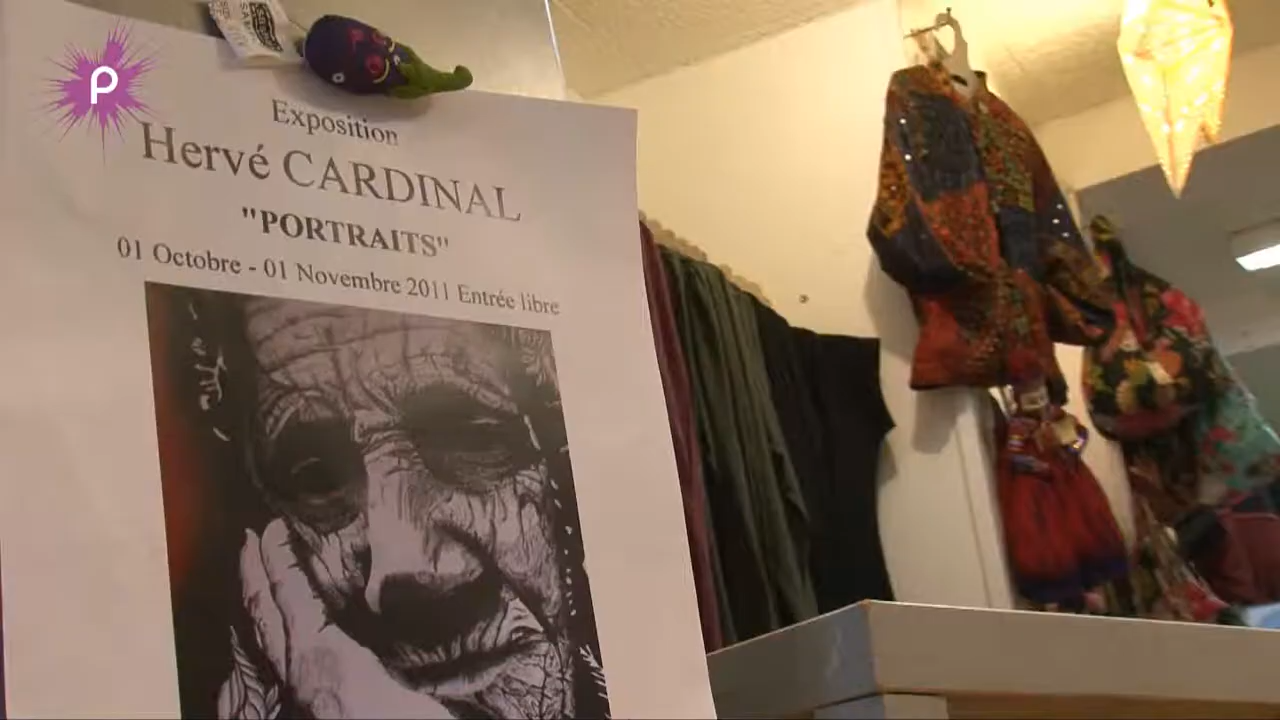 P
Exposition
Hervé CARDINAL
"PORTRAITS"
01 Octobre - 01 Novembre 2011 Entrée libre